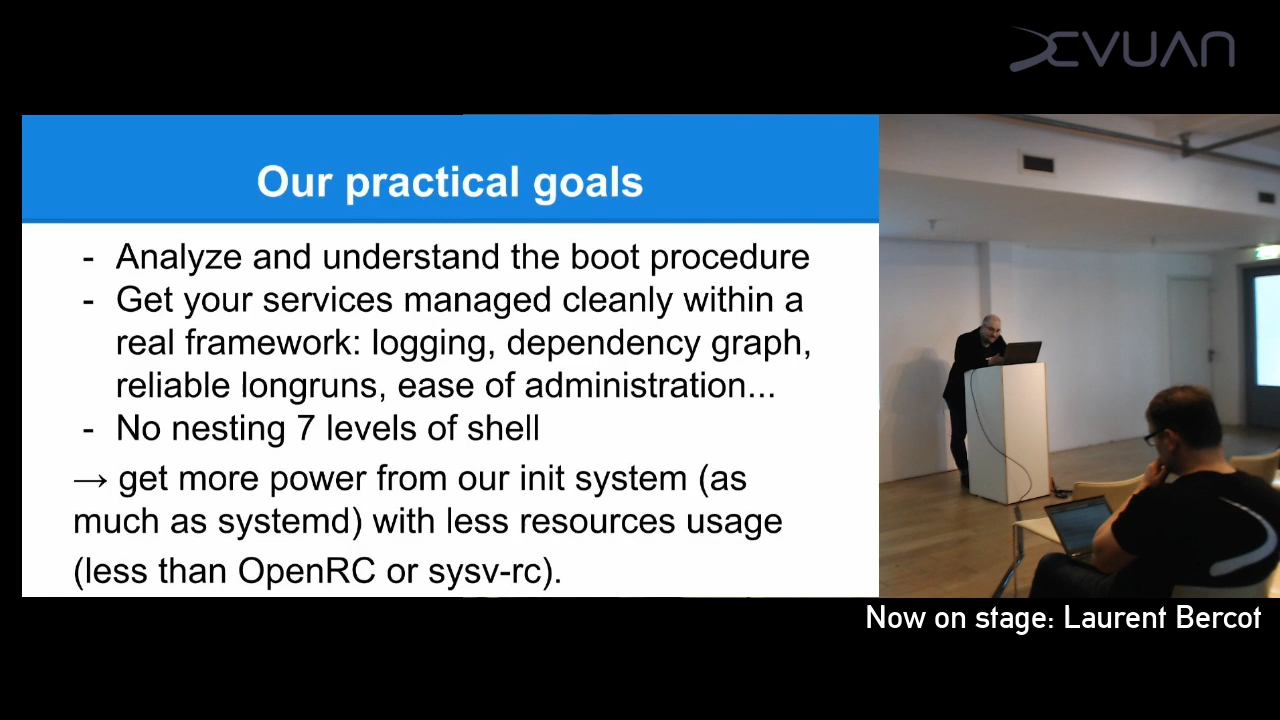 DEVUAN
Our practical goals
- Analyze and understand the boot procedure
- Get your services managed cleanly within a
real framework: logging, dependency graph,
reliable longruns, ease of administration...
- No nesting 7 levels of shell
→ get more power from our init system (as
much as systemd) with less resources usage
(less than OpenRC or sysv-rc).
Now on stage: Laurent Bercot